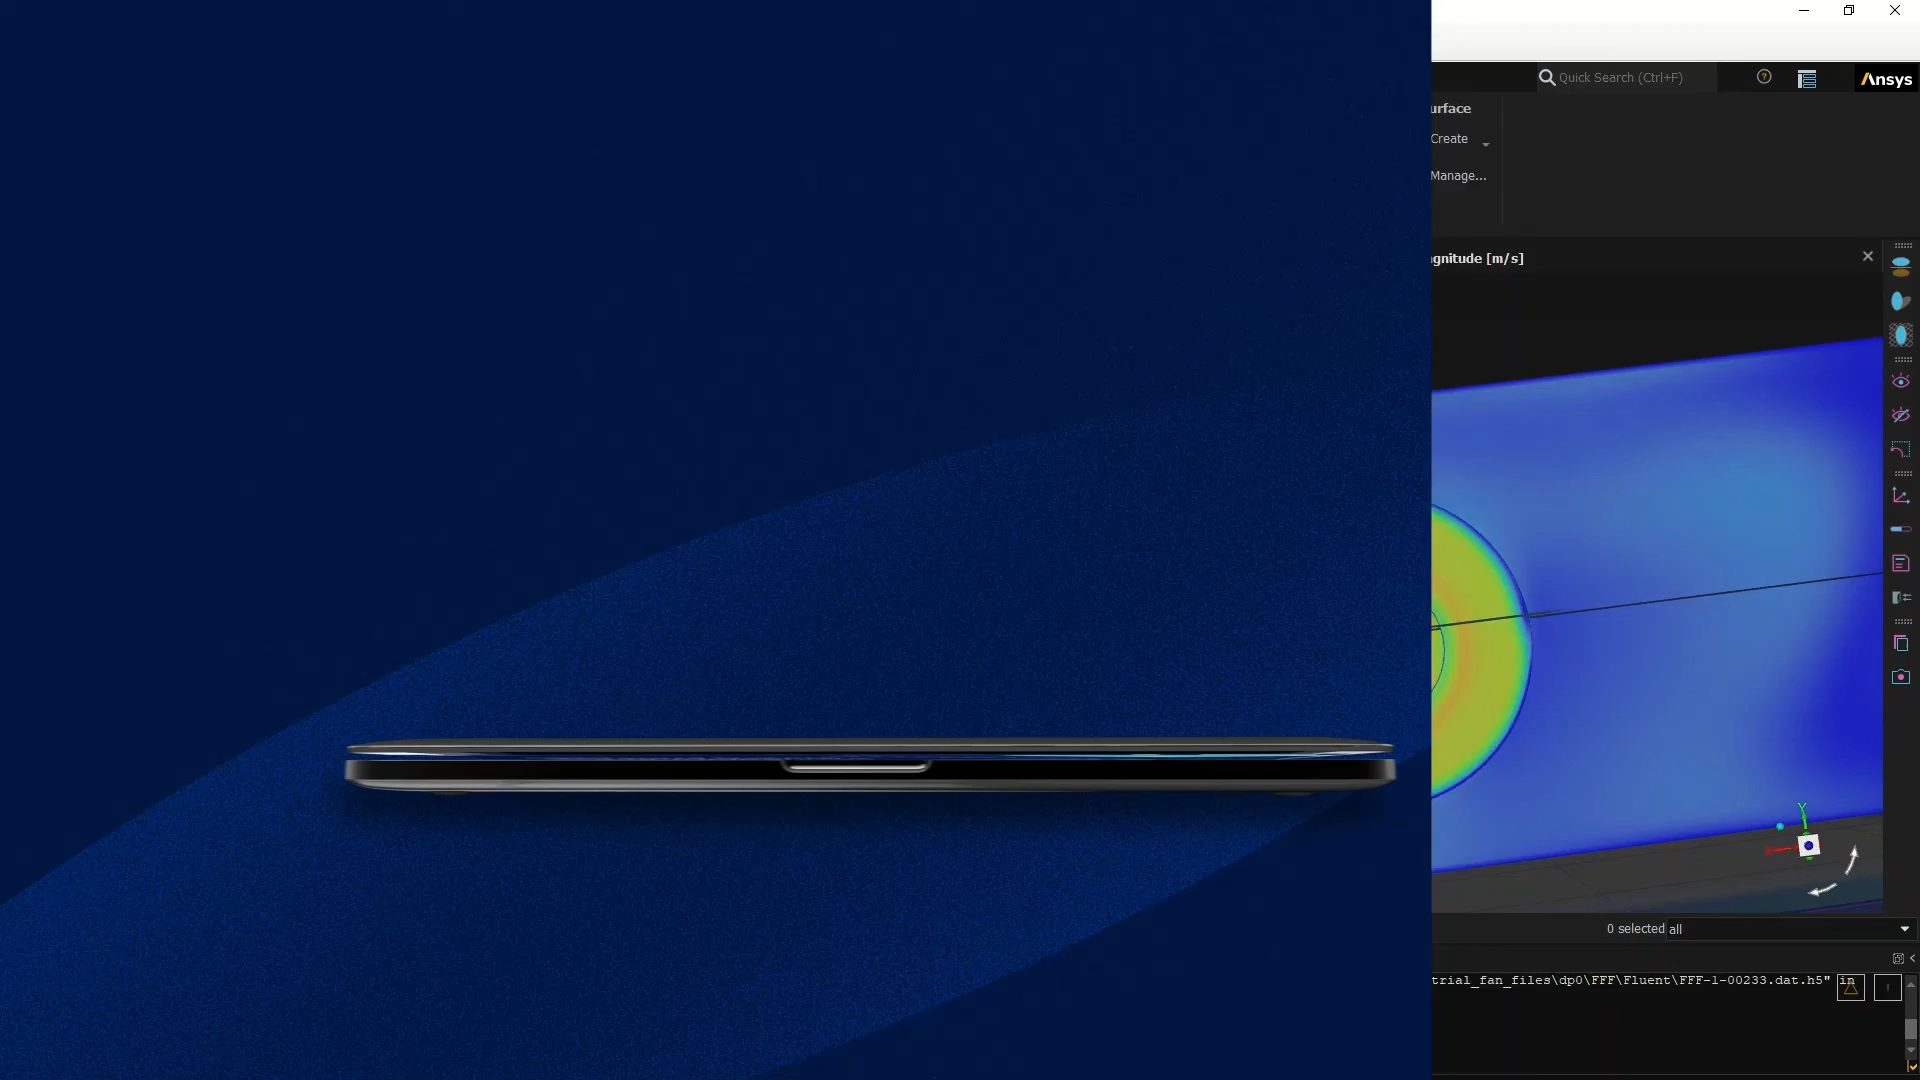 Quick Search (Ctrl+F)
Ansys
urface
Create
Manage...
gnitude [m/s]
Y
0 selected all
trial_fan_files\dp0\FFF\Fluent\FFF-1-00233.dat.h5" in